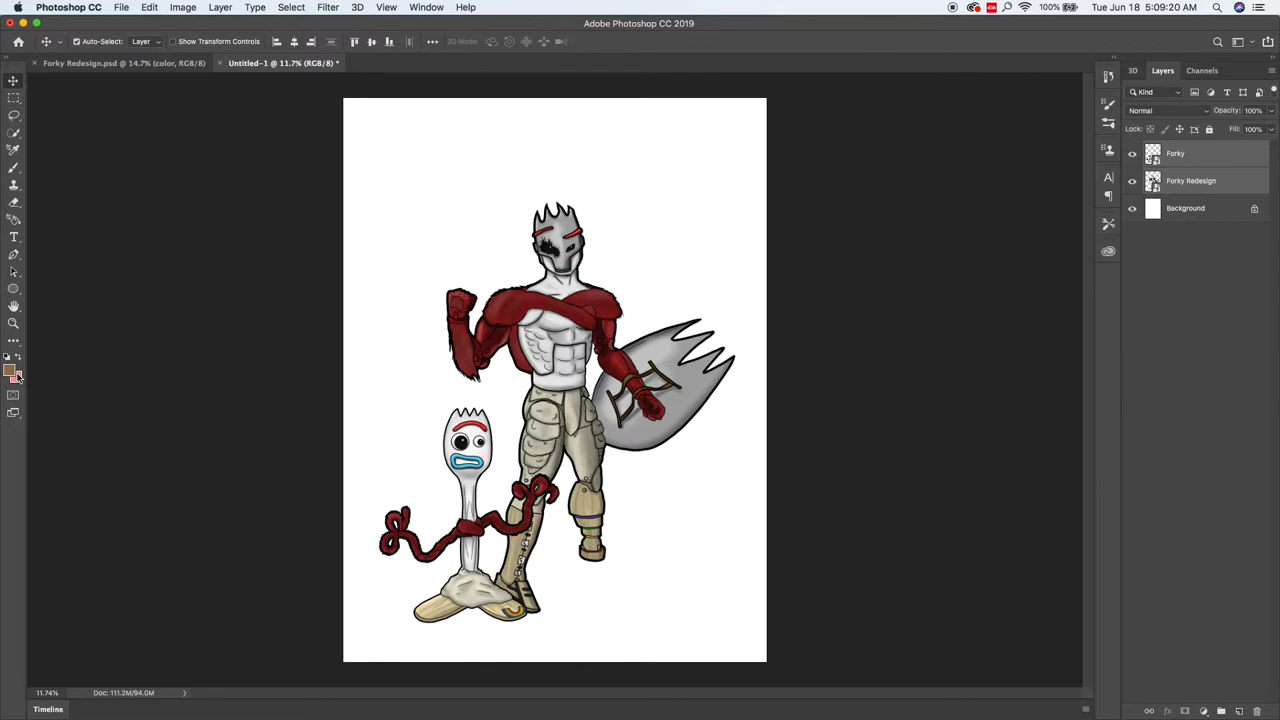 Photoshop CC File Edit Image Layer Type Select Filter 3D View Window Help 100% Tue Jun 18 5:09:20 AM
Adobe Photoshop CC 2019
Auto-Select: Layer Show Transform Controls 3D Mode:
Forky Redesign.psd @ 14.7% (color, RGB/8) Untitled-1 @ 11.7% (RGB/8) *
3D Layers Channels
Kind
Normal Opacity: 100%
Lock: Fill: 100%
Forky
Forky Redesign
Background
11.74% Doc: 111.2M/94.0M
Timeline